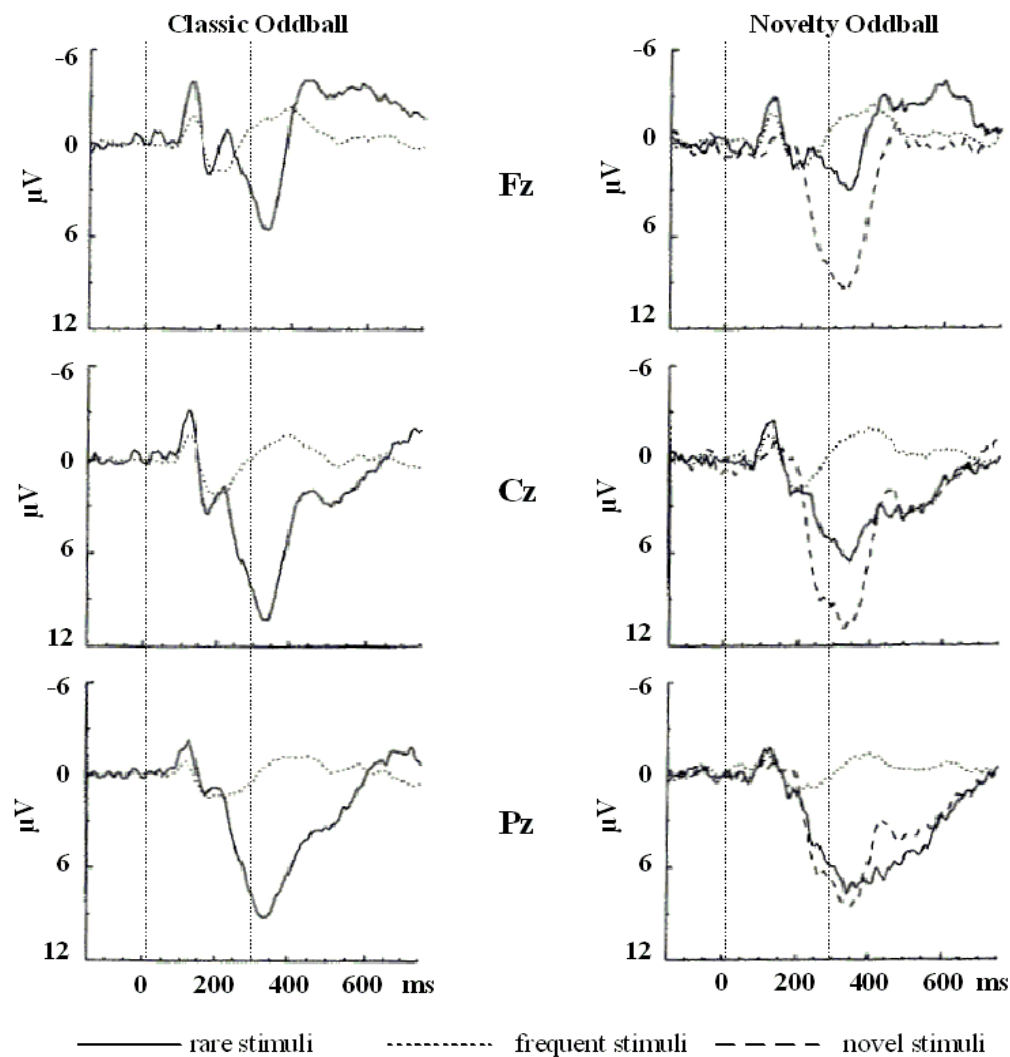 Classic Oddball Novelty Oddball
-6 -6
0 0
µV Fz µV
6 6
12 12
-6 -6
0 0
µV Cz µV
6 6
12 12
-6 -6
0 0
µV Pz µV
6 6
12 12
0 200 400 600 ms 0 200 400 600 ms
rare stimuli frequent stimuli novel stimuli